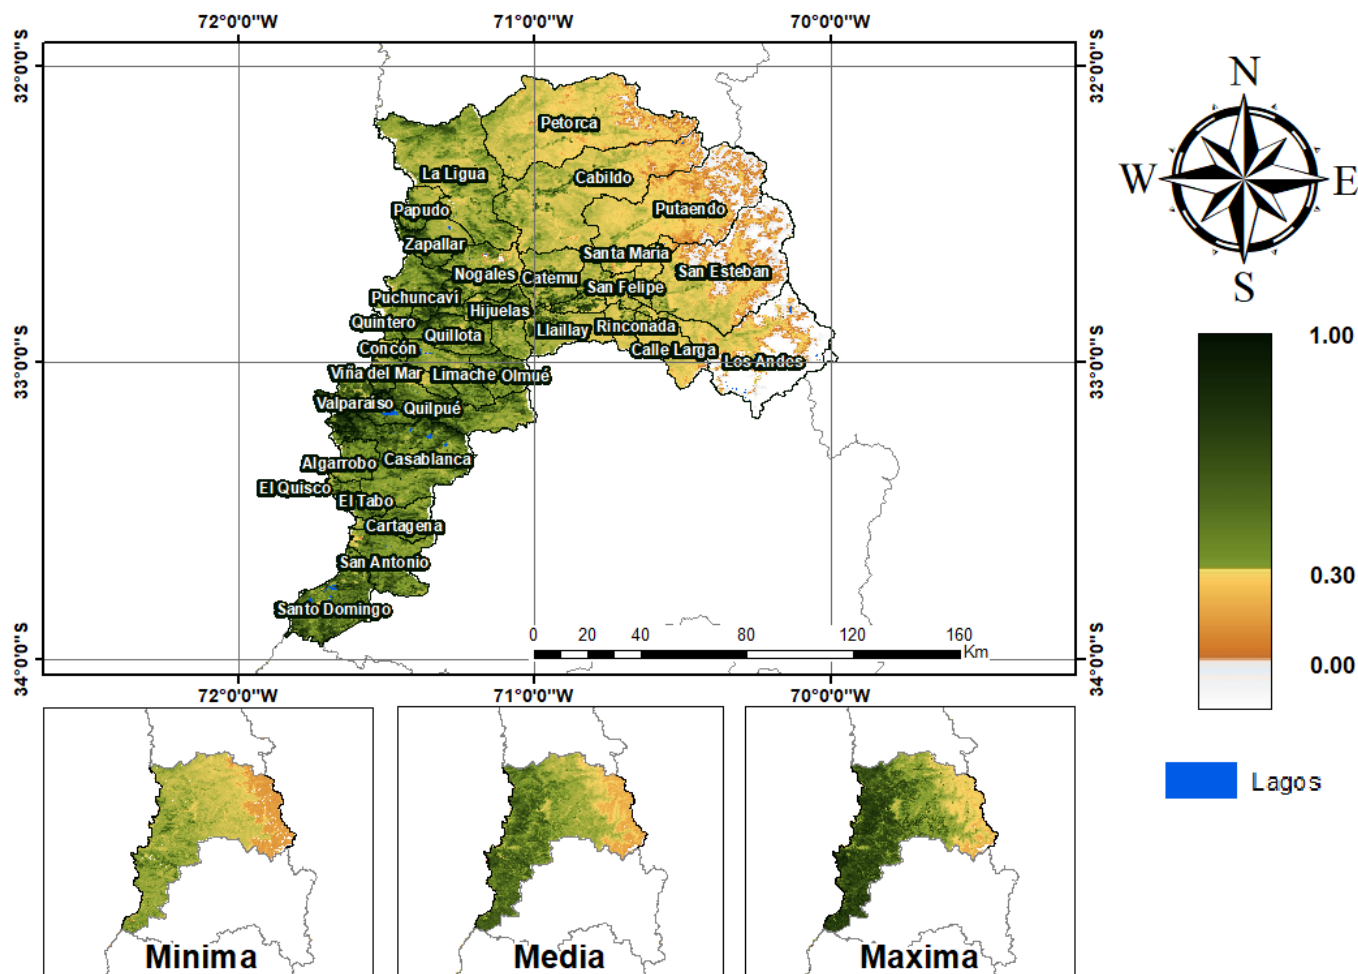 72°0'0"W
71°0'0"W
70°0'0"W
32°0'0"S
32°0'0"S
N
W
E
S
Petorca
La Ligua
Cabildo
Papudo
Putaendo
Zapallar
Santa María
Nogales
Catemu
San Esteban
Puchuncaví
San Felipe
Hijuelas
Quintero
Quillota
Llaillay
Rinconada
Concón
Calle Larga
Los Andes
33°0'0"S
33°0'0"S
Viña del Mar
Limache
Olmué
Valparaíso
Quilpué
Algarrobo
Casablanca
El Quisco
El Tabo
Cartagena
San Antonio
Santo Domingo
0
20
40
80
120
160
Km
34°0'0"S
34°0'0"S
72°0'0"W
71°0'0"W
70°0'0"W
1.00
0.30
0.00
Lagos
Minima
Media
Maxima